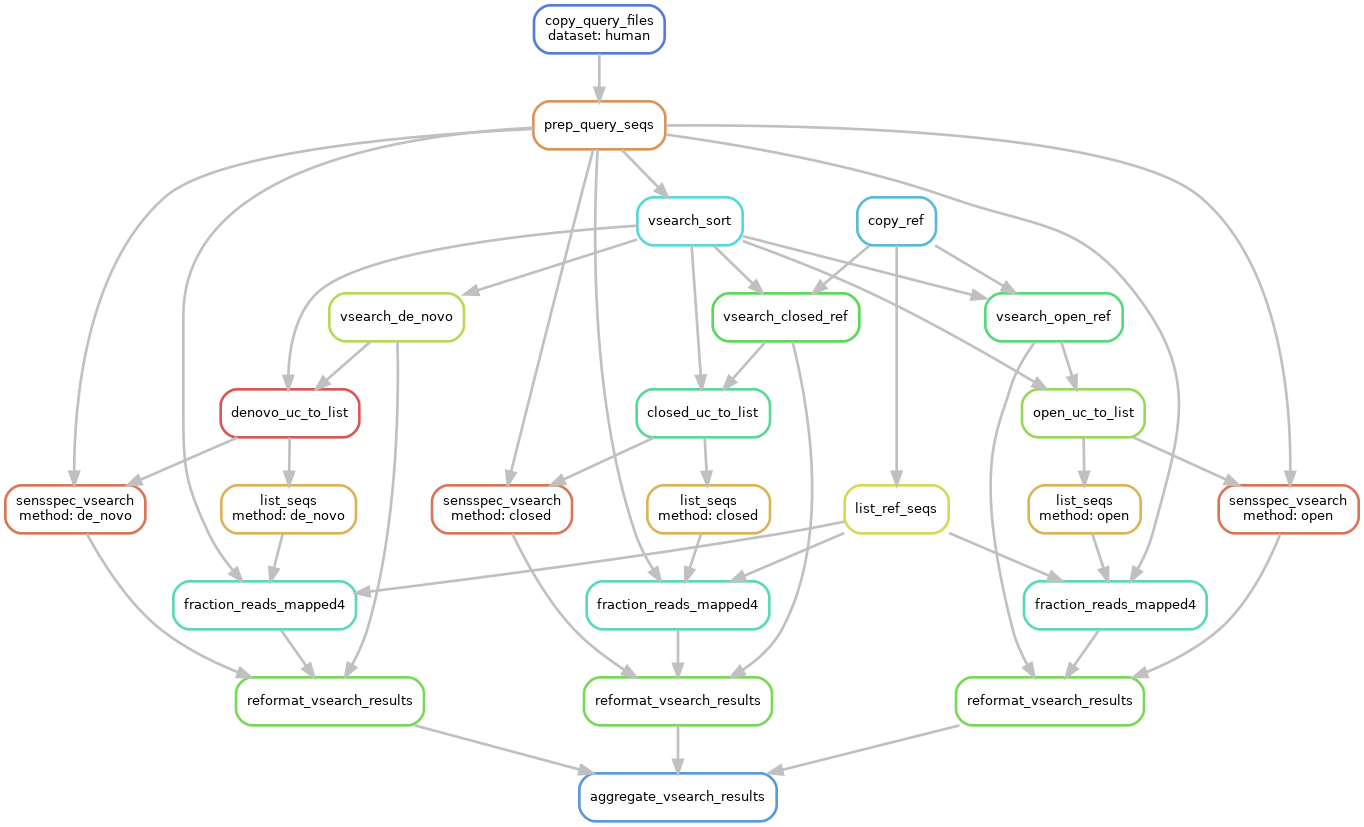 copy_query_files
dataset: human
prep_query_seqs
vsearch_sort
copy_ref
vsearch_de_novo
vsearch_closed_ref
vsearch_open_ref
denovo_uc_to_list
closed_uc_to_list
open_uc_to_list
sensspec_vsearch
method: de_novo
list_seqs
method: de_novo
sensspec_vsearch
method: closed
list_seqs
method: closed
list_ref_seqs
list_seqs
method: open
sensspec_vsearch
method: open
fraction_reads_mapped4
fraction_reads_mapped4
fraction_reads_mapped4
reformat_vsearch_results
reformat_vsearch_results
reformat_vsearch_results
aggregate_vsearch_results